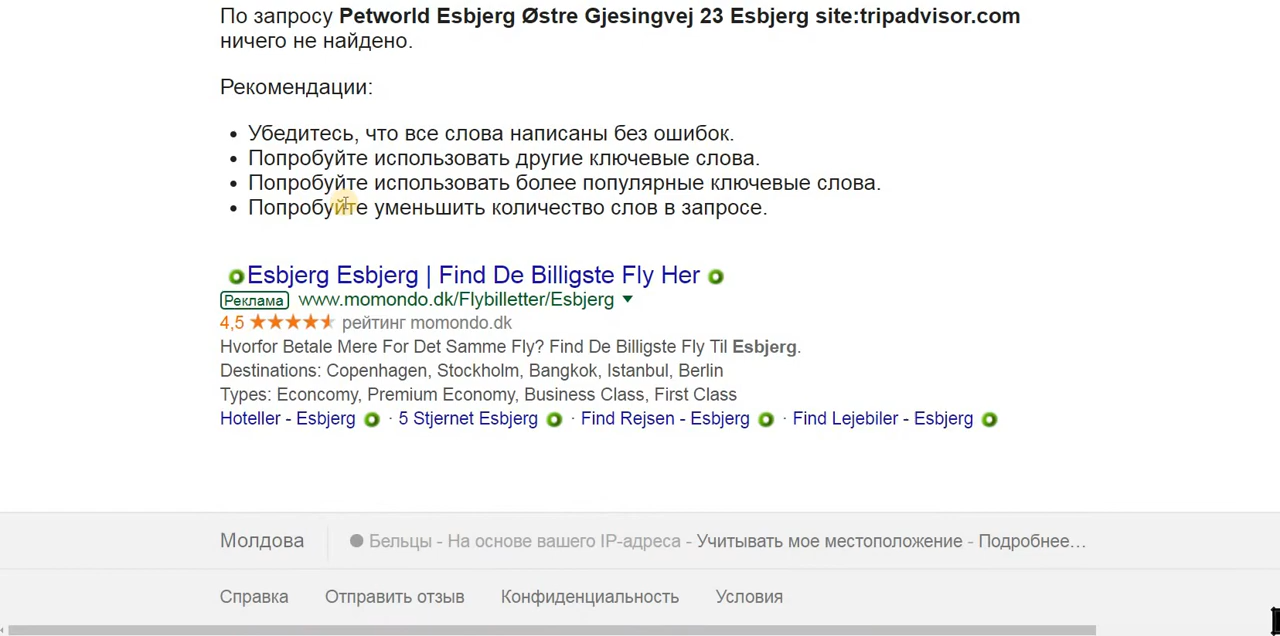 По запросу Petworld Esbjerg Østre Gjesingvej 23 Esbjerg site:tripadvisor.com
ничего не найдено.
Рекомендации:
• Убедитесь, что все слова написаны без ошибок.
• Попробуйте использовать другие ключевые слова.
• Попробуйте использовать более популярные ключевые слова.
• Попробуйте уменьшить количество слов в запросе.
Esbjerg Esbjerg | Find De Billigste Fly Her
Реклама www.momondo.dk/Flybilletter/Esbjerg ▼
4,5 ★★★★★ рейтинг momondo.dk
Hvorfor Betale Mere For Det Samme Fly? Find De Billigste Fly Til Esbjerg.
Destinations: Copenhagen, Stockholm, Bangkok, Istanbul, Berlin
Types: Econcomy, Premium Economy, Business Class, First Class
Hoteller - Esbjerg · 5 Stjernet Esbjerg · Find Rejsen - Esbjerg · Find Lejebiler - Esbjerg
Молдова ● Бельцы - На основе вашего IP-адреса - Учитывать мое местоположение - Подробнее…
Справка Отправить отзыв Конфиденциальность Условия